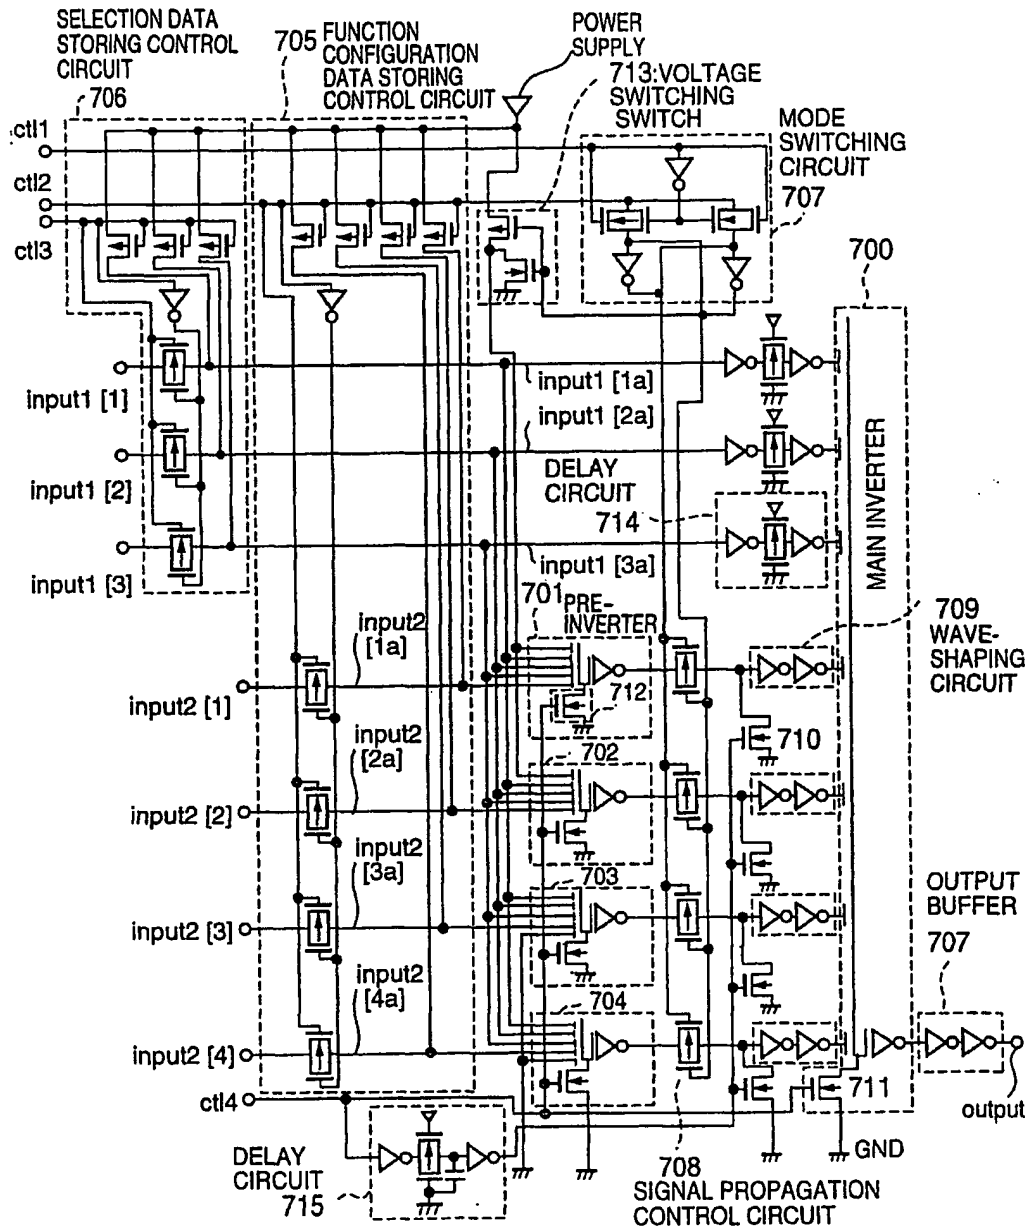 SELECTION DATA
STORING CONTROL
CIRCUIT
706
705 FUNCTION
CONFIGURATION
DATA STORING
CONTROL CIRCUIT
POWER
SUPPLY
713:VOLTAGE
SWITCHING
SWITCH
MODE
SWITCHING
CIRCUIT
707
ctl1
ctl2
ctl3
700
input1 [1]
input1 [1a]
input1 [2a]
input1 [2]
DELAY
CIRCUIT
714
MAIN INVERTER
input1 [3]
input1 [3a]
701
PRE-
INVERTER
709
WAVE-
SHAPING
CIRCUIT
input2
[1a]
input2 [1]
712
710
input2
[2a]
702
input2 [2]
input2
[3a]
703
OUTPUT
BUFFER
707
input2 [3]
input2
[4a]
704
input2 [4]
711
ctl4
output
GND
DELAY
CIRCUIT
715
708
SIGNAL PROPAGATION
CONTROL CIRCUIT